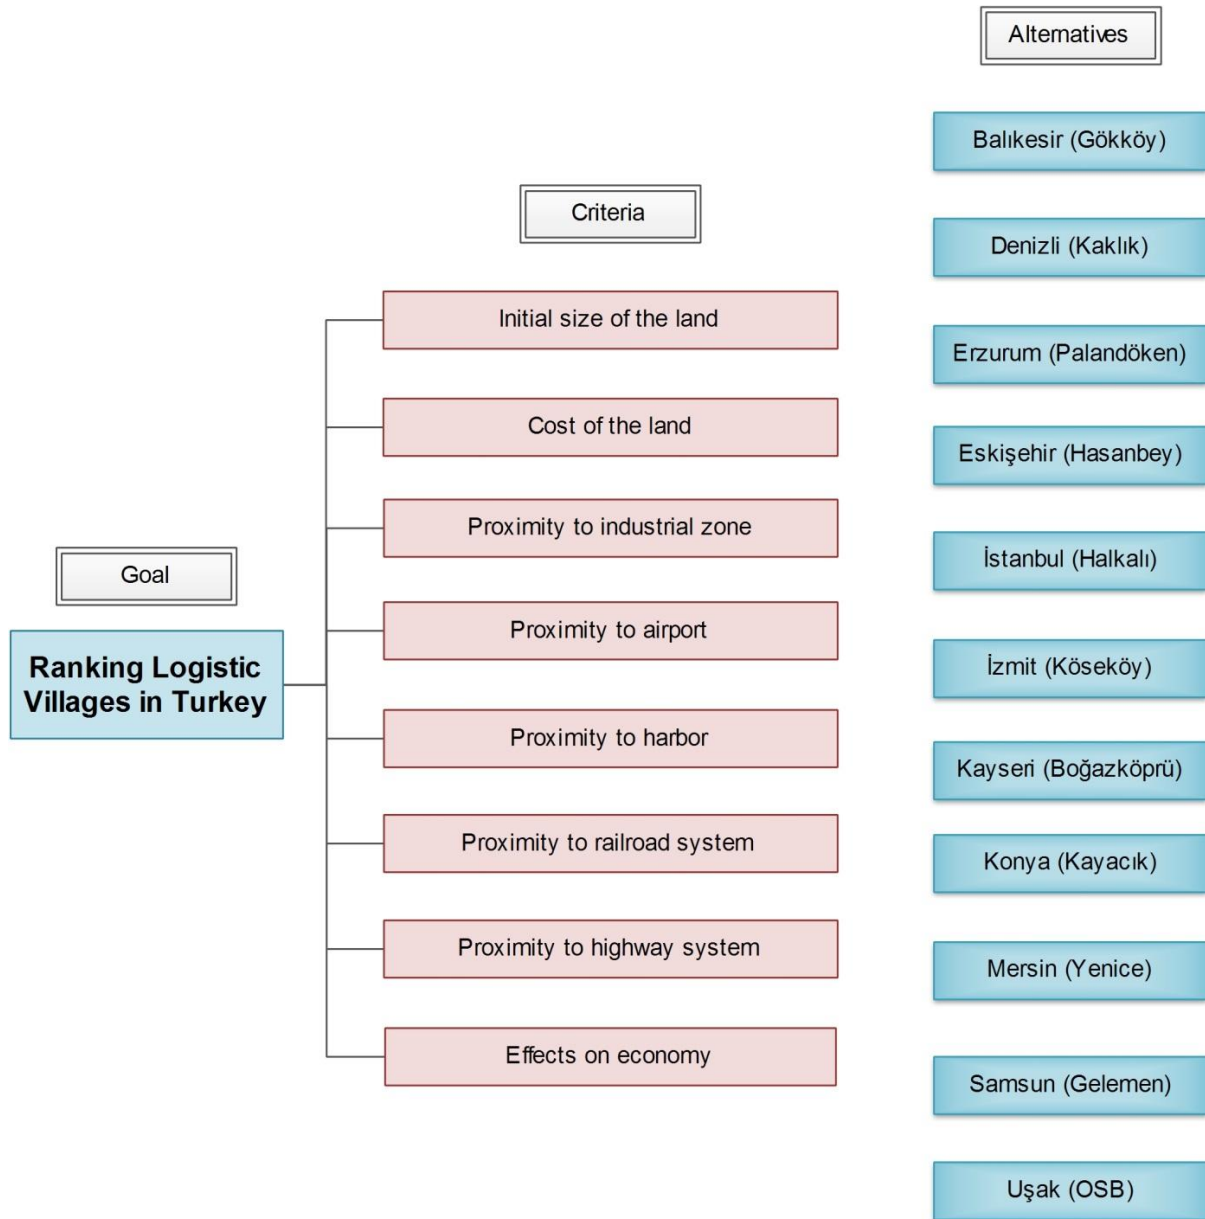 Goal
Ranking Logistic
Villages in Turkey
Criteria
Initial size of the land
Cost of the land
Proximity to industrial zone
Proximity to airport
Proximity to harbor
Proximity to railroad system
Proximity to highway system
Effects on economy
Alternatives
Balıkesir (Gökköy)
Denizli (Kaklık)
Erzurum (Palandöken)
Eskişehir (Hasanbey)
İstanbul (Halkalı)
İzmit (Köseköy)
Kayseri (Boğazköprü)
Konya (Kayacık)
Mersin (Yenice)
Samsun (Gelemen)
Uşak (OSB)